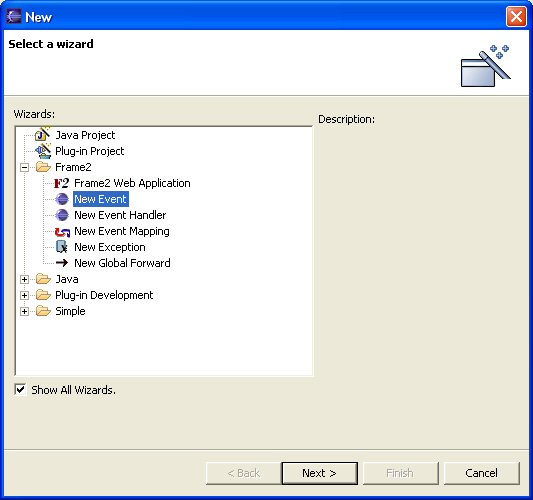 New
Select a wizard
Wizards:
Description:
Java Project
Plug-in Project
Frame2
F2 Frame2 Web Application
New Event
New Event Handler
New Event Mapping
New Exception
New Global Forward
Java
Plug-in Development
Simple
Show All Wizards.
< Back
Next >
Finish
Cancel